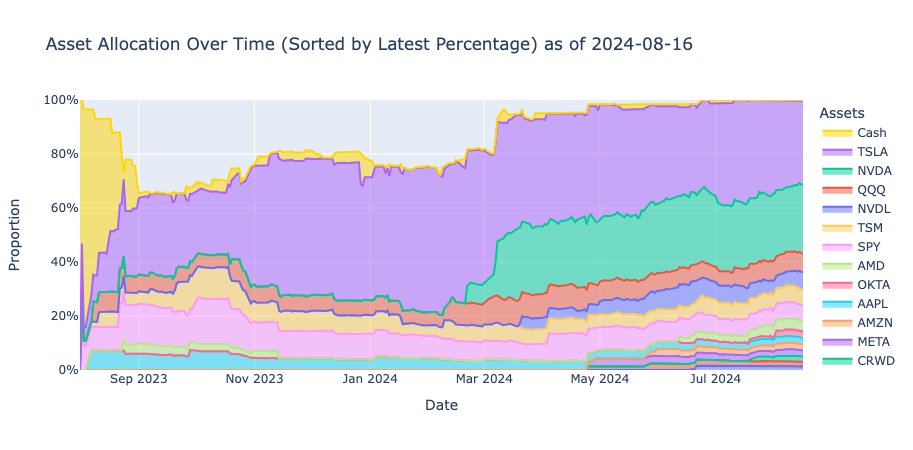 Asset Allocation Over Time (Sorted by Latest Percentage) as of 2024-08-16
100%
80%
60%
40%
20%
0%
Proportion
Sep 2023
Nov 2023
Jan 2024
Mar 2024
May 2024
Jul 2024
Date
Assets
Cash
TSLA
NVDA
QQQ
NVDL
TSM
SPY
AMD
OKTA
AAPL
AMZN
META
CRWD